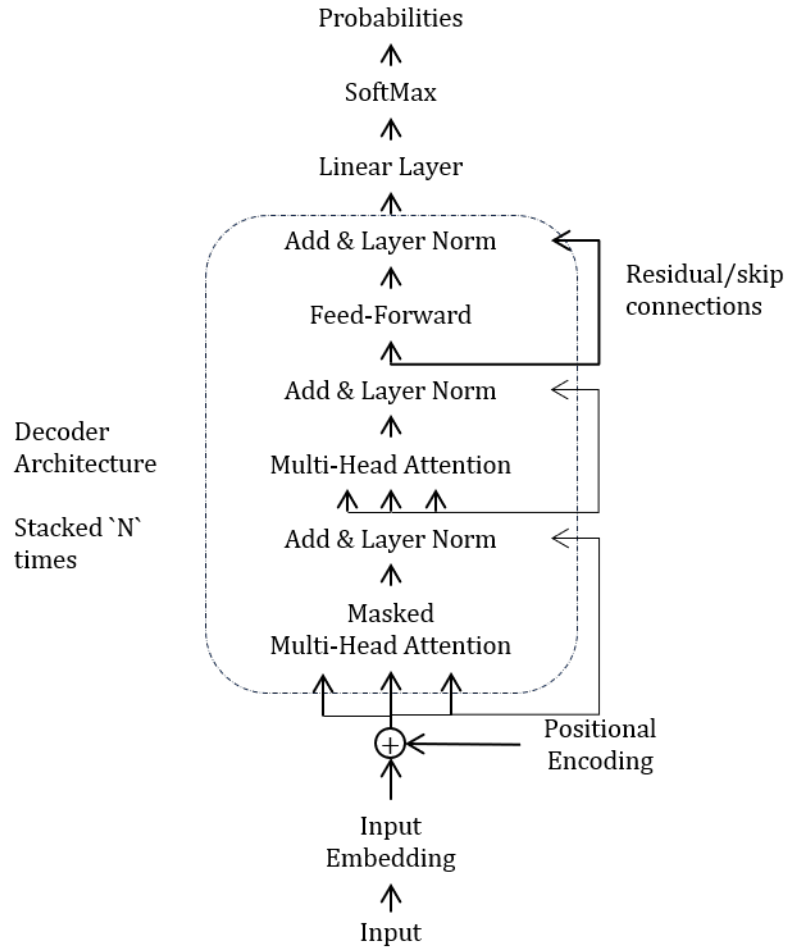 Probabilities
SoftMax
Linear Layer
Add & Layer Norm
Residual/skip
connections
Feed-Forward
Add & Layer Norm
Decoder
Architecture
Multi-Head Attention
Stacked `N`
times
Add & Layer Norm
Masked
Multi-Head Attention
Positional
Encoding
+
Input
Embedding
Input